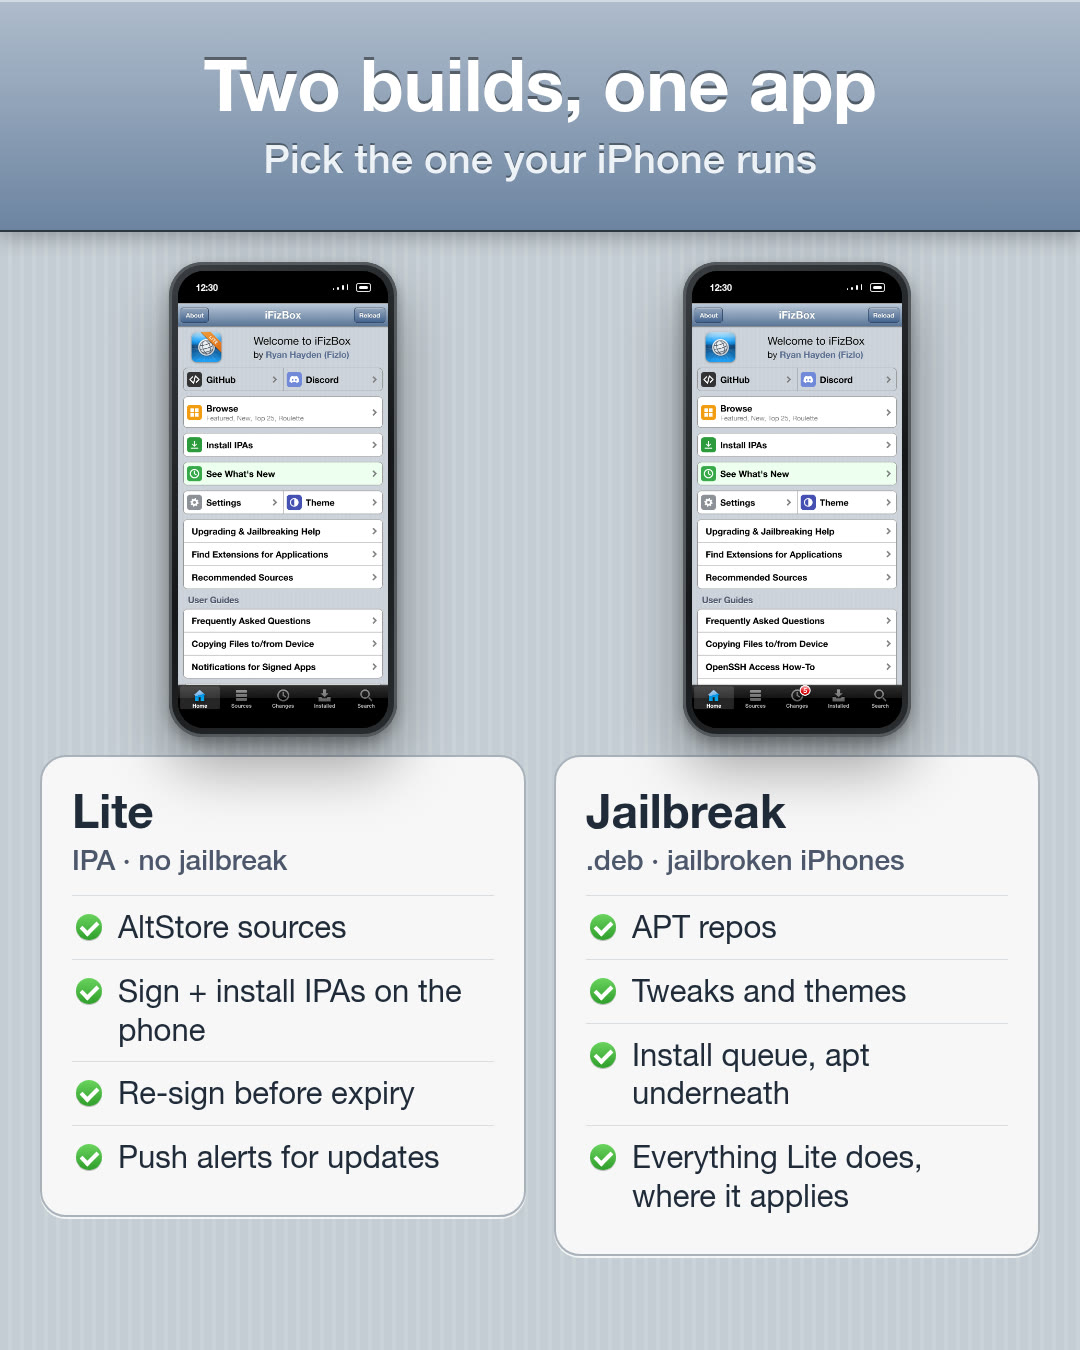 Two builds, one app
Pick the one your iPhone runs
12:30
About
iFizBox
Reload
Welcome to iFizBox
by Ryan Hayden (Fizlo)
GitHub
Discord
Browse
Featured, New, Top 25, Roulette
Install IPAs
See What's New
Settings
Theme
Upgrading & Jailbreaking Help
Find Extensions for Applications
Recommended Sources
User Guides
Frequently Asked Questions
Copying Files to/from Device
Notifications for Signed Apps
Home
Sources
Changes
Installed
Search
12:30
About
iFizBox
Reload
Welcome to iFizBox
by Ryan Hayden (Fizlo)
GitHub
Discord
Browse
Featured, New, Top 25, Roulette
Install IPAs
See What's New
Settings
Theme
Upgrading & Jailbreaking Help
Find Extensions for Applications
Recommended Sources
User Guides
Frequently Asked Questions
Copying Files to/from Device
OpenSSH Access How-To
Home
Sources
Changes
Installed
Search
Lite
IPA · no jailbreak
AltStore sources
Sign + install IPAs on the
phone
Re-sign before expiry
Push alerts for updates
Jailbreak
.deb · jailbroken iPhones
APT repos
Tweaks and themes
Install queue, apt
underneath
Everything Lite does,
where it applies